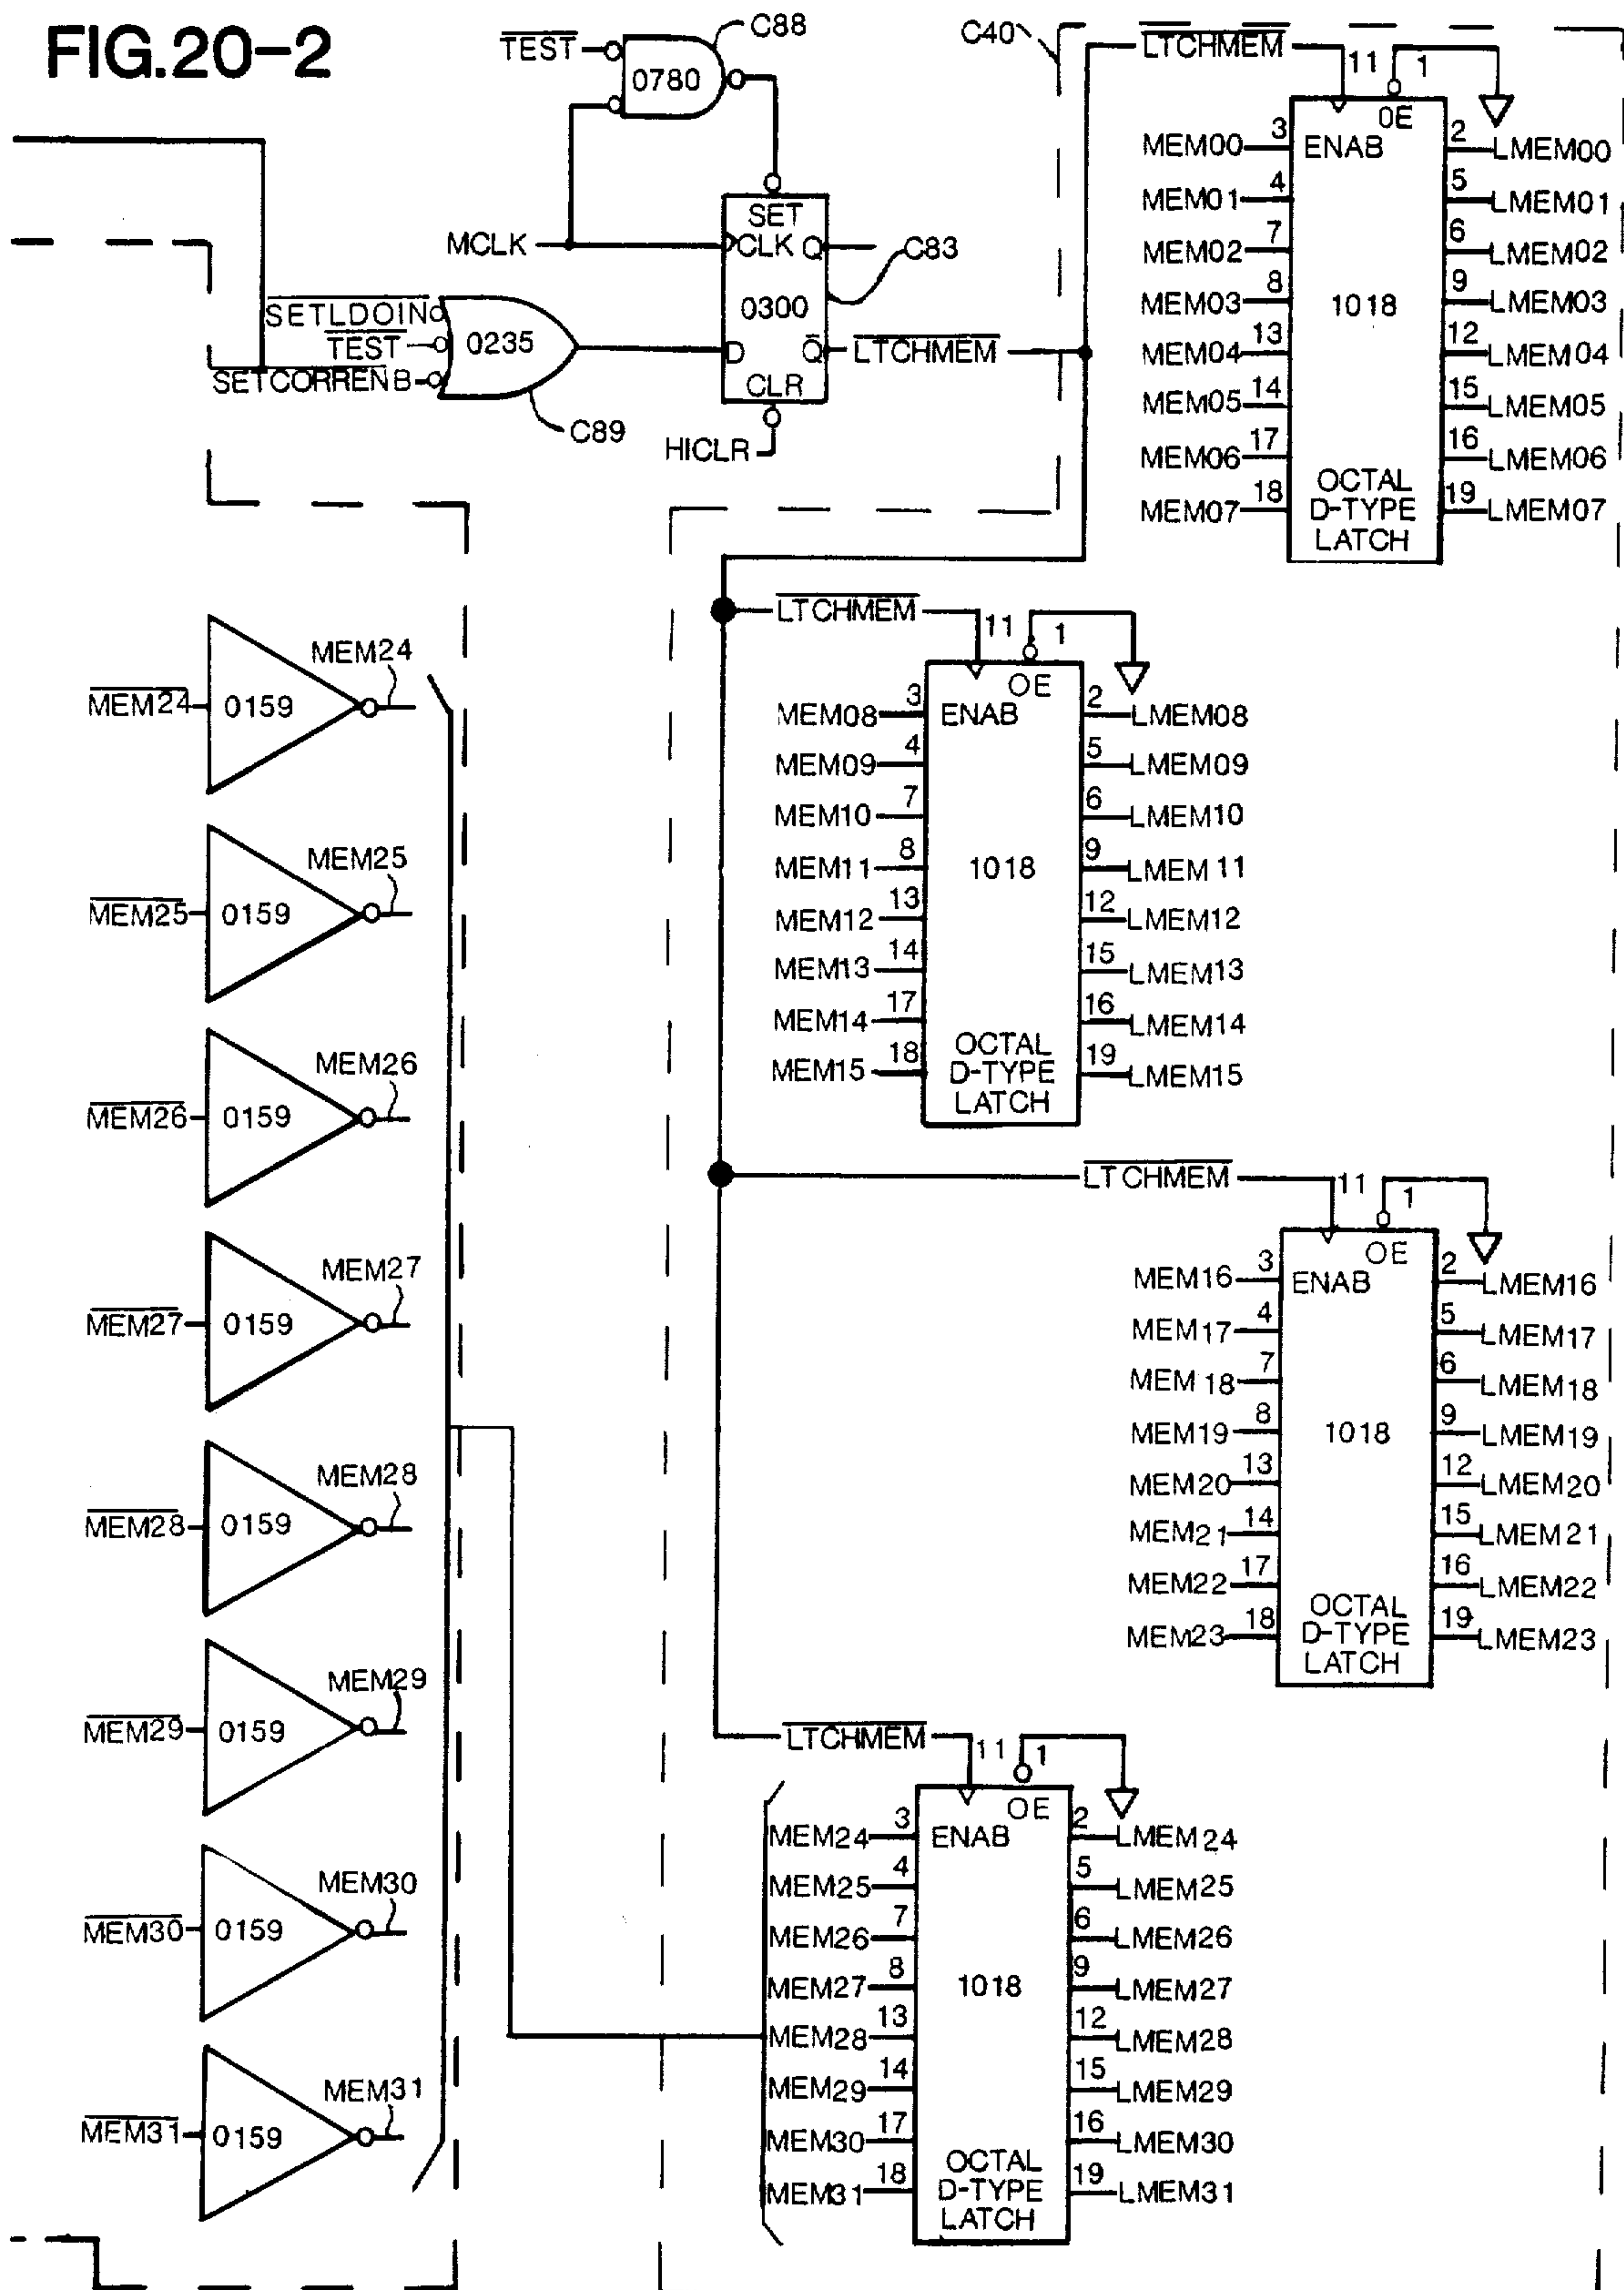 FIG.20-2
TEST
0780
C88
MCLK
SET
CLK Q
0300
D Q
CLR
C83
HICLR
SETLDOIN
TEST
SETCORRENB
0235
C89
LTCHMEM
C40
LTCHMEM
11 1
OE
MEM00 3 ENAB 2 LMEM00
MEM01 4 5 LMEM01
MEM02 7 6 LMEM02
MEM03 8 1018 9 LMEM03
MEM04 13 12 LMEM04
MEM05 14 15 LMEM05
MEM06 17 16 LMEM06
MEM07 18 19 LMEM07
OCTAL
D-TYPE
LATCH
LTCHMEM
11 1
OE
MEM08 3 ENAB 2 LMEM08
MEM09 4 5 LMEM09
MEM10 7 6 LMEM10
MEM11 8 1018 9 LMEM11
MEM12 13 12 LMEM12
MEM13 14 15 LMEM13
MEM14 17 16 LMEM14
MEM15 18 19 LMEM15
OCTAL
D-TYPE
LATCH
LTCHMEM
11 1
OE
MEM16 3 ENAB 2 LMEM16
MEM17 4 5 LMEM17
MEM18 7 6 LMEM18
MEM19 8 1018 9 LMEM19
MEM20 13 12 LMEM20
MEM21 14 15 LMEM21
MEM22 17 16 LMEM22
MEM23 18 19 LMEM23
OCTAL
D-TYPE
LATCH
LTCHMEM
11 1
OE
MEM24 3 ENAB 2 LMEM24
MEM25 4 5 LMEM25
MEM26 7 6 LMEM26
MEM27 8 1018 9 LMEM27
MEM28 13 12 LMEM28
MEM29 14 15 LMEM29
MEM30 17 16 LMEM30
MEM31 18 19 LMEM31
OCTAL
D-TYPE
LATCH
MEM24 0159 MEM24
MEM25 0159 MEM25
MEM26 0159 MEM26
MEM27 0159 MEM27
MEM28 0159 MEM28
MEM29 0159 MEM29
MEM30 0159 MEM30
MEM31 0159 MEM31